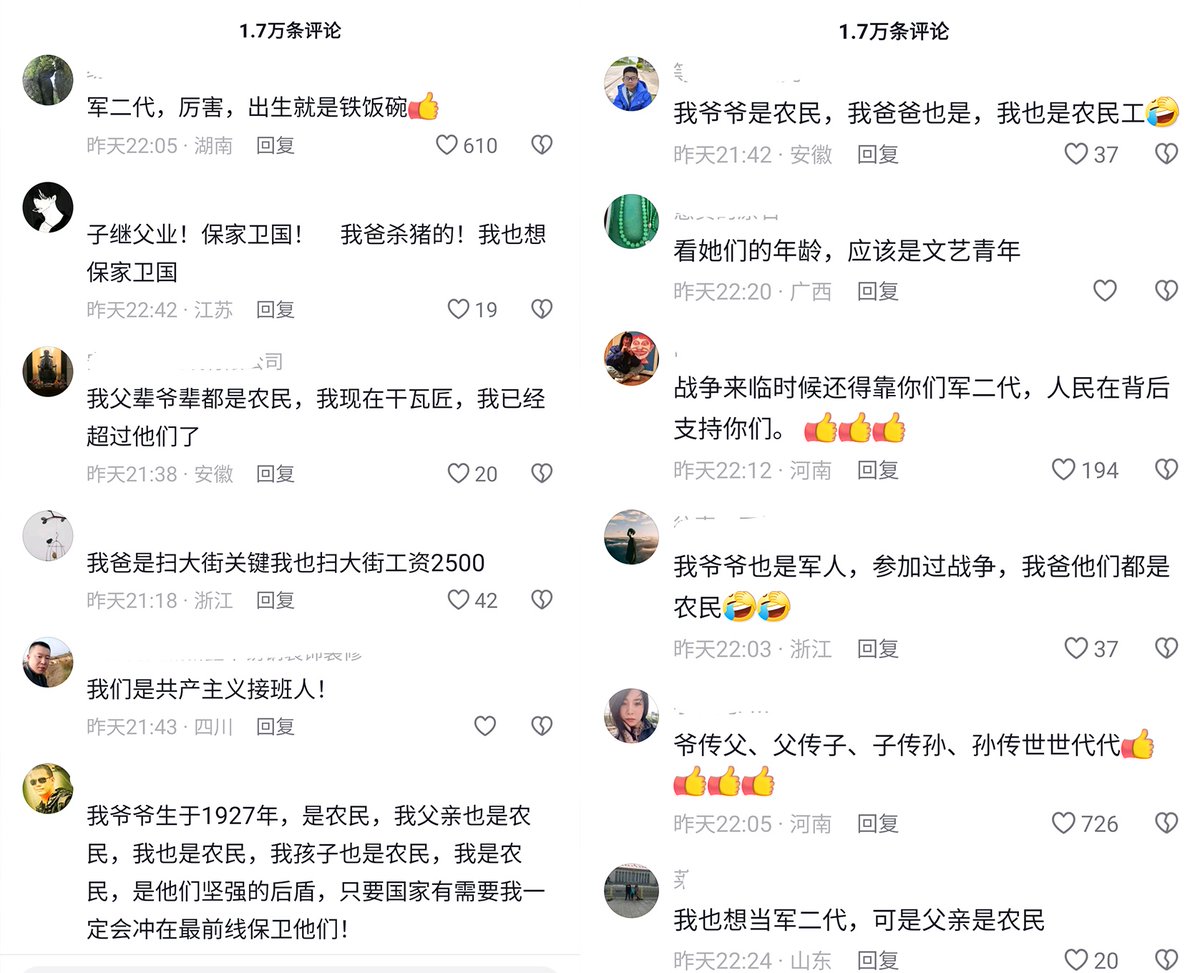 1.7万条评论
军二代，厉害，出生就是铁饭碗👍
昨天22:05 · 湖南 回复 610
子继父业！保家卫国！ 我爸杀猪的！我也想
保家卫国
昨天22:42 · 江苏 回复 19
公司
我父辈爷辈都是农民，我现在干瓦匠，我已经
超过他们了
昨天21:38 · 安徽 回复 20
我爸是扫大街关键我也扫大街工资2500
昨天21:18 · 浙江 回复 42
我们是共产主义接班人！
昨天21:43 · 四川 回复
我爷爷生于1927年，是农民，我父亲也是农
民，我也是农民，我孩子也是农民，我是农
民，是他们坚强的后盾，只要国家有需要我一
定会冲在最前线保卫他们！
1.7万条评论
我爷爷是农民，我爸爸也是，我也是农民工🤣
昨天21:42 · 安徽 回复 37
看她们的年龄，应该是文艺青年
昨天22:20 · 广西 回复
战争来临时候还得靠你们军二代，人民在背后
支持你们。👍👍👍
昨天22:12 · 河南 回复 194
我爷爷也是军人，参加过战争，我爸他们都是
农民🤣🤣
昨天22:03 · 浙江 回复 37
爷传父、父传子、子传孙、孙传世世代代👍
👍👍👍
昨天22:05 · 河南 回复 726
我也想当军二代，可是父亲是农民
昨天22:24 · 山东 回复 20